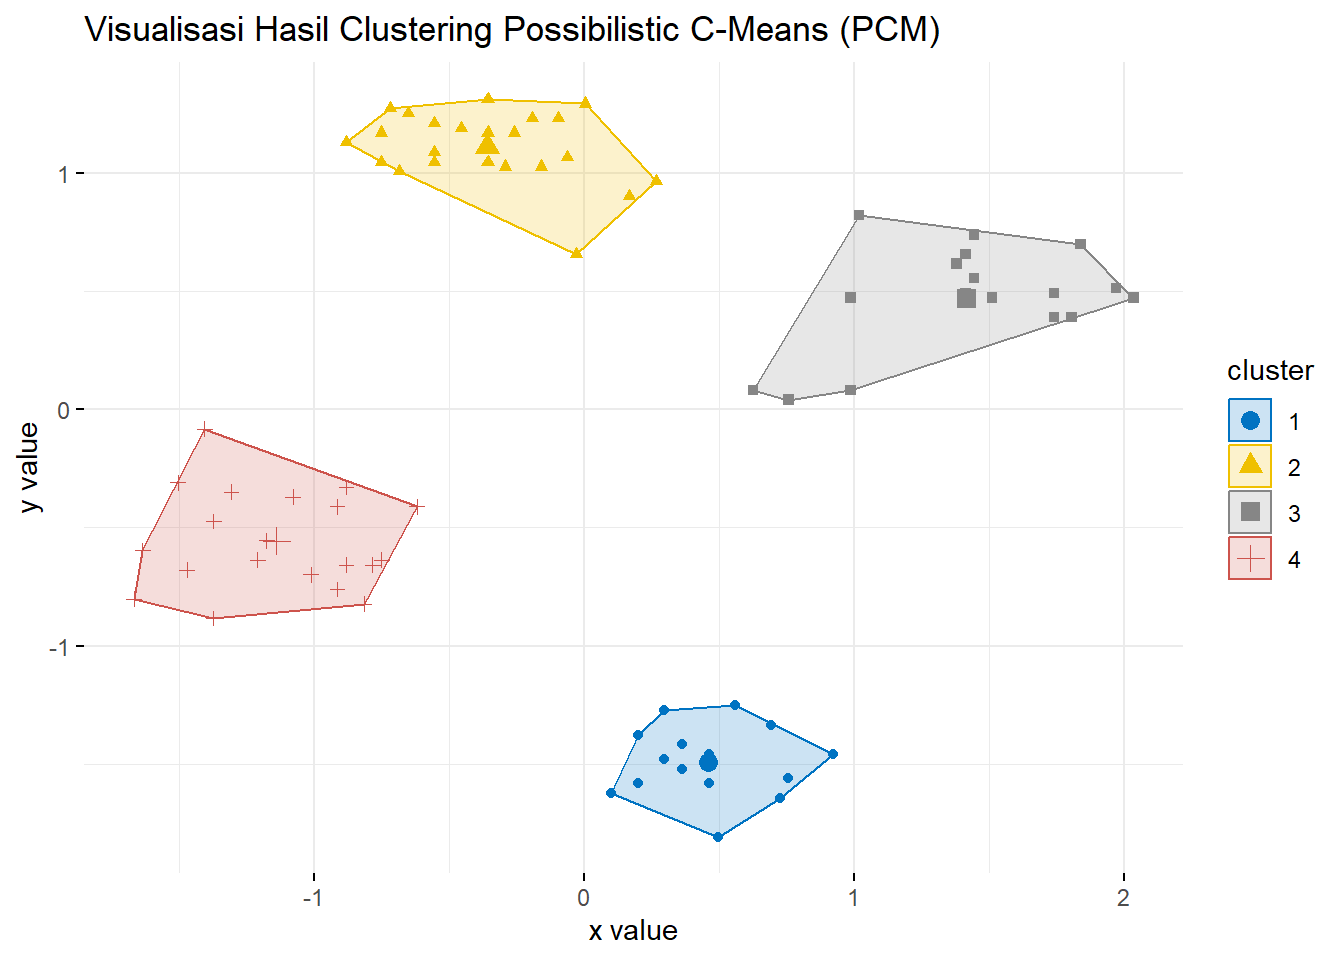 Visualisasi Hasil Clustering Possibilistic C-Means (PCM)
1
0
-1
y value
-1
0
1
2
x value
cluster
1
2
3
4